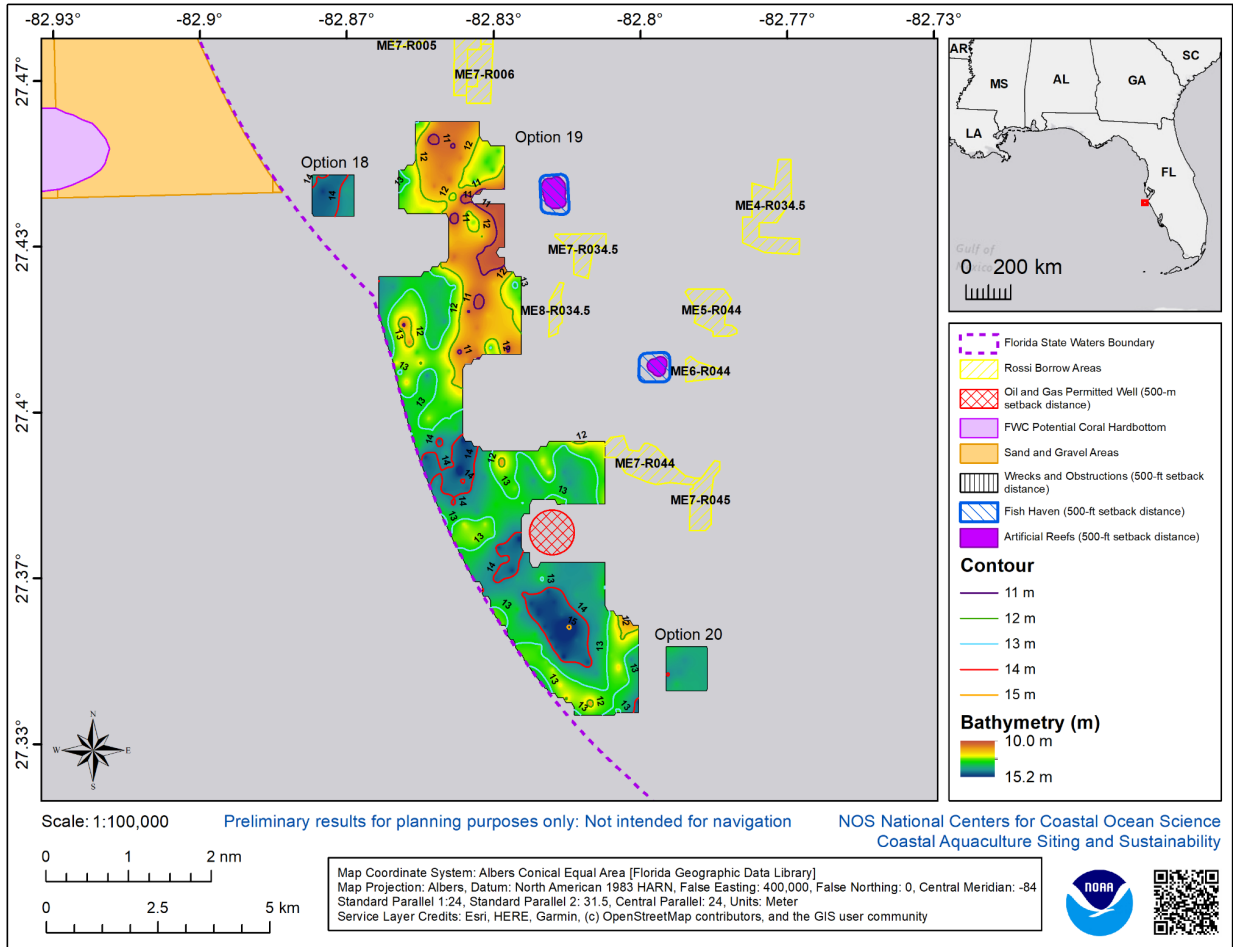 -82.93° -82.9° -82.87° -82.83° -82.8° -82.77° -82.73°
27.47°
27.43°
27.4°
27.37°
27.33°
ME7-R005
ME7-R006
Option 19
Option 18
ME4-R034.5
ME7-R034.5
ME8-R034.5
ME5-R044
ME6-R044
ME7-R044
ME7-R045
Option 20
11
12
13
14
15
N
W E
S
AR
MS
AL
GA
SC
LA
FL
Gulf of
Mexico
0 200 km
Florida State Waters Boundary
Rossi Borrow Areas
Oil and Gas Permitted Well (500-m
setback distance)
FWC Potential Coral Hardbottom
Sand and Gravel Areas
Wrecks and Obstructions (500-ft setback
distance)
Fish Haven (500-ft setback distance)
Artificial Reefs (500-ft setback distance)
Contour
11 m
12 m
13 m
14 m
15 m
Bathymetry (m)
10.0 m
15.2 m
Scale: 1:100,000
Preliminary results for planning purposes only: Not intended for navigation
NOS National Centers for Coastal Ocean Science
Coastal Aquaculture Siting and Sustainability
0 1 2 nm
0 2.5 5 km
Map Coordinate System: Albers Conical Equal Area [Florida Geographic Data Library]
Map Projection: Albers, Datum: North American 1983 HARN, False Easting: 400,000, False Northing: 0, Central Meridian: -84
Standard Parallel 1:24, Standard Parallel 2: 31.5, Central Parallel: 24, Units: Meter
Service Layer Credits: Esri, HERE, Garmin, (c) OpenStreetMap contributors, and the GIS user community
NOAA